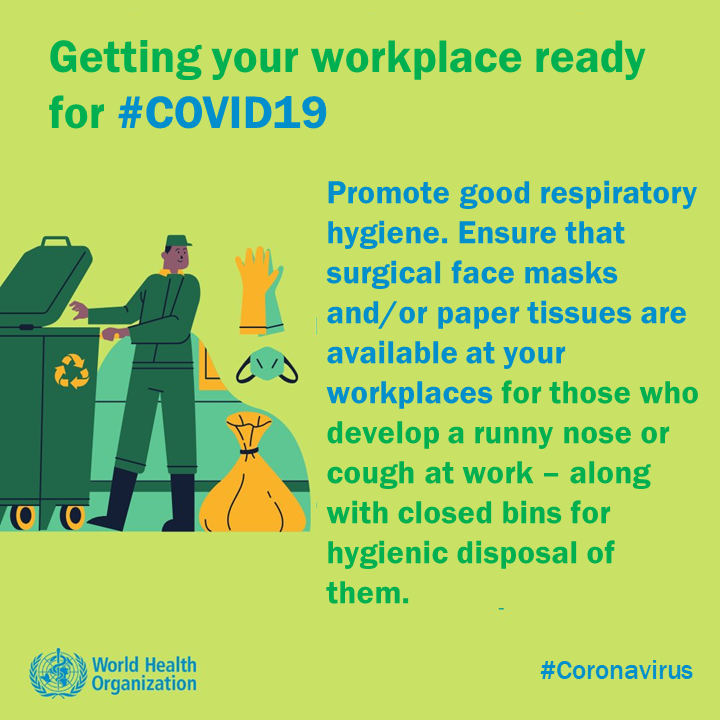 Getting your workplace ready
for #COVID19
Promote good respiratory
hygiene. Ensure that
surgical face masks
and/or paper tissues are
available at your
workplaces for those who
develop a runny nose or
cough at work – along
with closed bins for
hygienic disposal of
them.
World Health
Organization
#Coronavirus